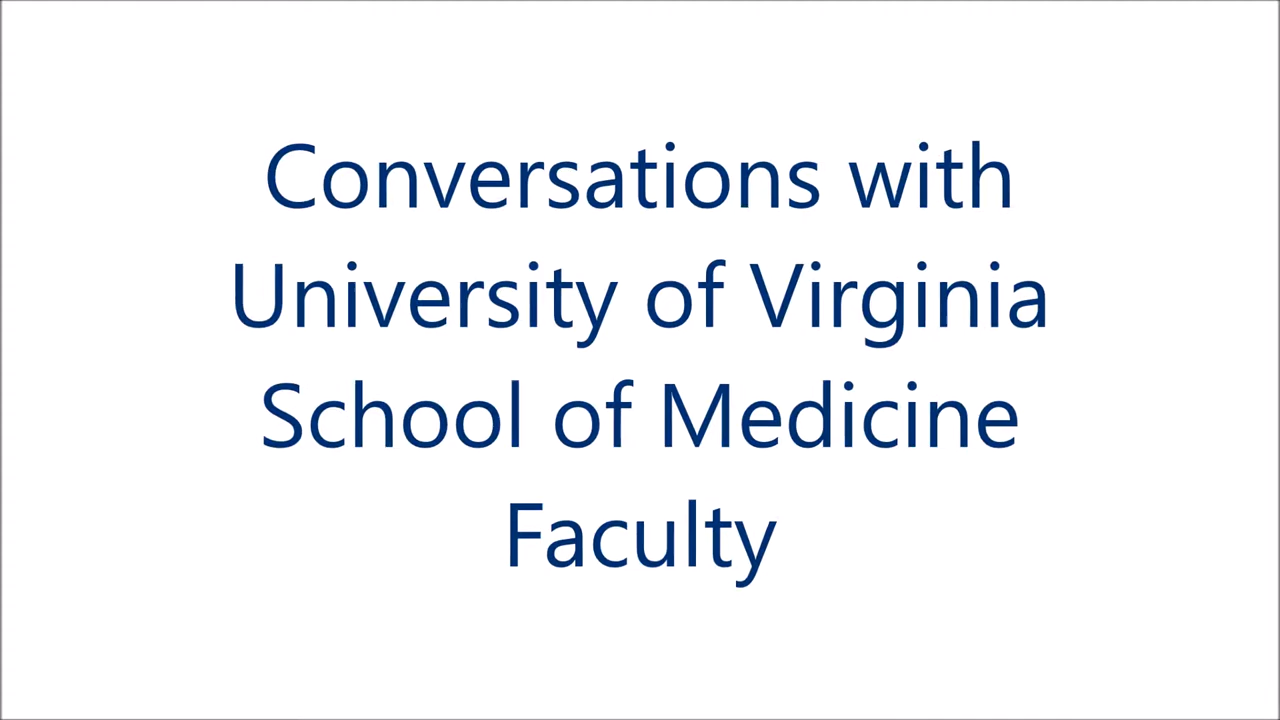 Conversations with
University of Virginia
School of Medicine
Faculty